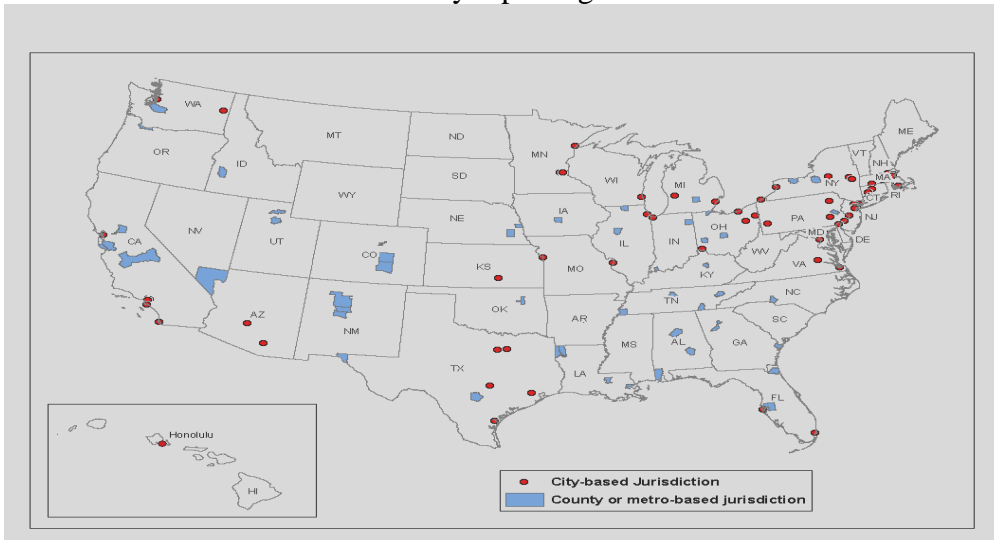 WA
MT
ND
MN
ME
OR
ID
SD
WI
MI
VT
NH
NY
MA
CT
RI
WY
IA
NE
PA
NJ
NV
UT
CO
CA
IL
IN
OH
MD
DE
WV
VA
KS
MO
KY
NC
TN
AZ
NM
OK
AR
SC
MS
AL
GA
TX
LA
FL
Honolulu
HI
City-based Jurisdiction
County or metro-based jurisdiction